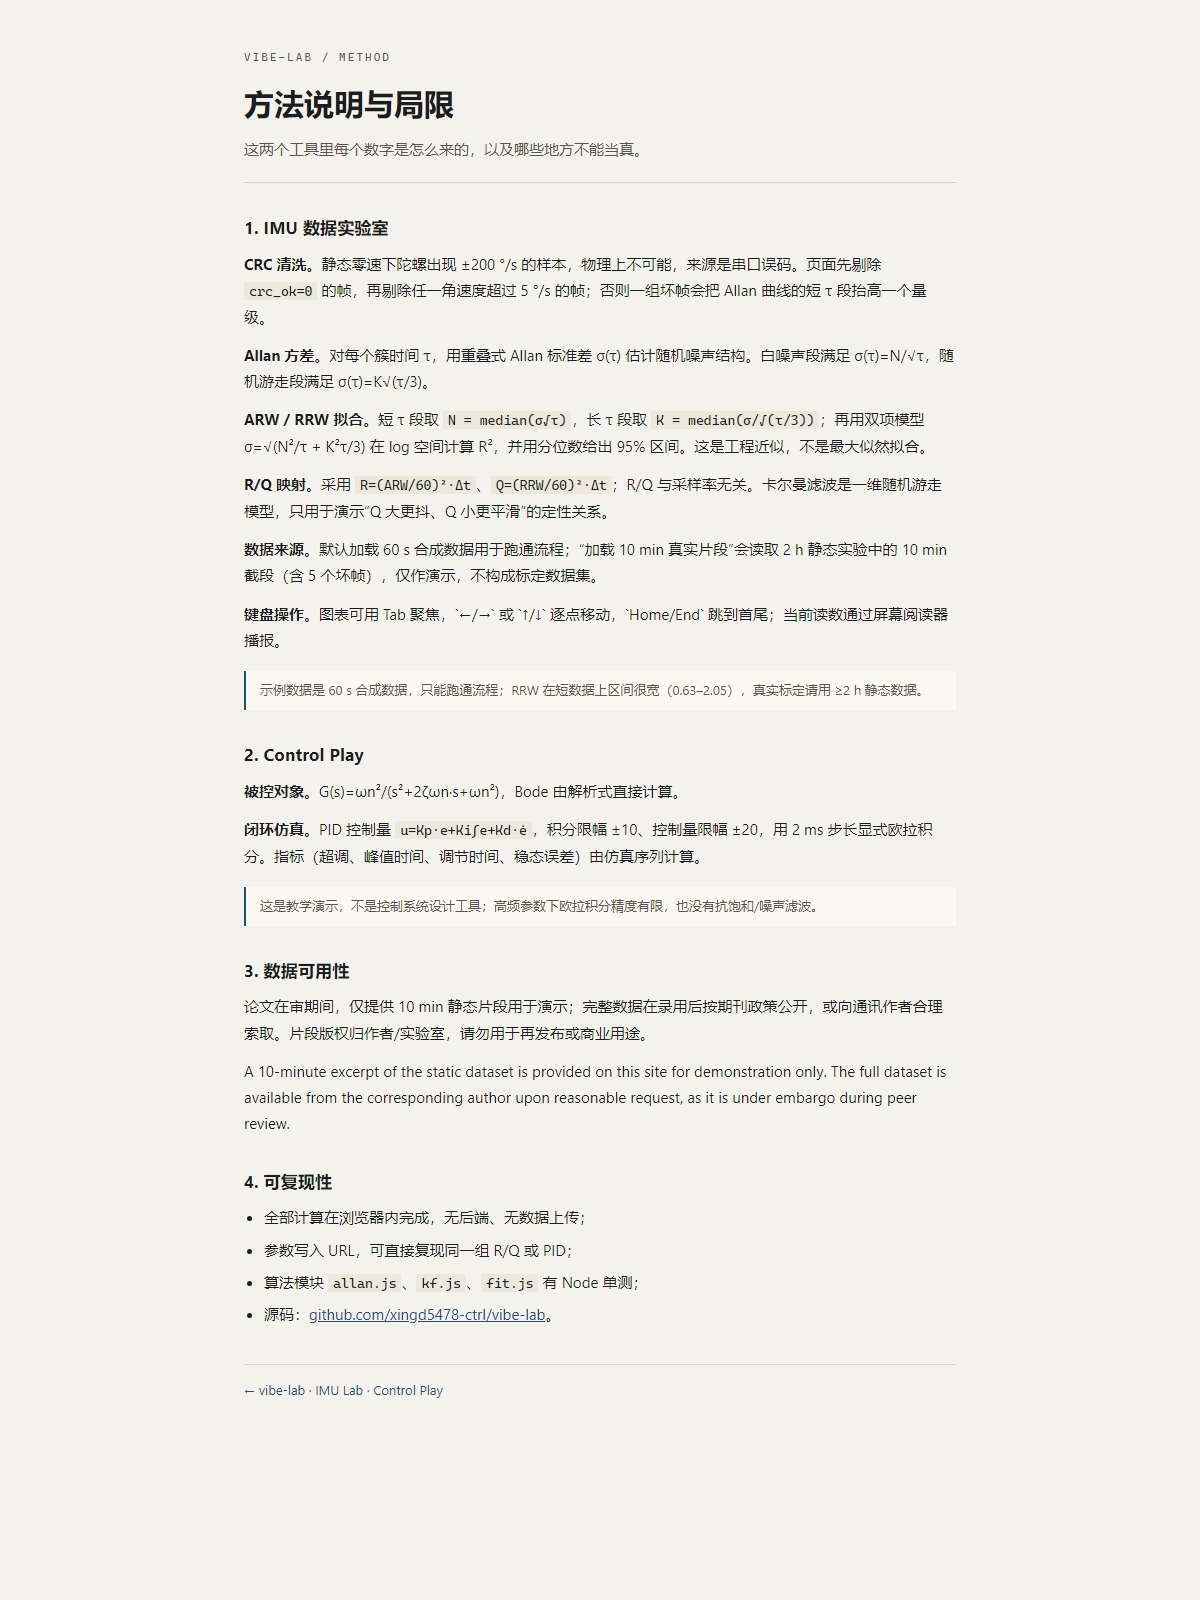 VIBE-LAB / METHOD
方法说明与局限
这两个工具里每个数字是怎么来的，以及哪些地方不能当真。
1. IMU 数据实验室
CRC 清洗。静态零速下陀螺出现 ±200 °/s 的样本，物理上不可能，来源是串口误码。页面先剔除
crc_ok=0 的帧，再剔除任一角速度超过 5 °/s 的帧；否则一组坏帧会把 Allan 曲线的短 τ 段抬高一个量
级。
Allan 方差。对每个簇时间 τ，用重叠式 Allan 标准差 σ(τ) 估计随机噪声结构。白噪声段满足 σ(τ)=N/√τ，随
机游走段满足 σ(τ)=K√(τ/3)。
ARW / RRW 拟合。短 τ 段取 N = median(σ√τ)，长 τ 段取 K = median(σ/√(τ/3))；再用双项模型
σ=√(N²/τ + K²τ/3) 在 log 空间计算 R²，并用分位数给出 95% 区间。这是工程近似，不是最大似然拟合。
R/Q 映射。采用 R=(ARW/60)²·Δt、Q=(RRW/60)²·Δt；R/Q 与采样率无关。卡尔曼滤波是一维随机游走
模型，只用于演示“Q 大更抖、Q 小更平滑”的定性关系。
数据来源。默认加载 60 s 合成数据用于跑通流程；“加载 10 min 真实片段”会读取 2 h 静态实验中的 10 min
截段（含 5 个坏帧），仅作演示，不构成标定数据集。
键盘操作。图表可用 Tab 聚焦，`←/→` 或 `↑/↓` 逐点移动，`Home/End` 跳到首尾；当前读数通过屏幕阅读器
播报。
示例数据是 60 s 合成数据，只能跑通流程；RRW 在短数据上区间很宽（0.63–2.05），真实标定请用 ≥2 h 静态数据。
2. Control Play
被控对象。G(s)=ωn²/(s²+2ζωn·s+ωn²)，Bode 由解析式直接计算。
闭环仿真。PID 控制量 u=Kp·e+Ki∫e+Kd·ė，积分限幅 ±10、控制量限幅 ±20，用 2 ms 步长显式欧拉积
分。指标（超调、峰值时间、调节时间、稳态误差）由仿真序列计算。
这是教学演示，不是控制系统设计工具；高频参数下欧拉积分精度有限，也没有抗饱和/噪声滤波。
3. 数据可用性
论文在审期间，仅提供 10 min 静态片段用于演示；完整数据在录用后按期刊政策公开，或向通讯作者合理
索取。片段版权归作者/实验室，请勿用于再发布或商业用途。
A 10-minute excerpt of the static dataset is provided on this site for demonstration only. The full dataset is
available from the corresponding author upon reasonable request, as it is under embargo during peer
review.
4. 可复现性
• 全部计算在浏览器内完成，无后端、无数据上传；
• 参数写入 URL，可直接复现同一组 R/Q 或 PID；
• 算法模块 allan.js、kf.js、fit.js 有 Node 单测；
• 源码：github.com/xingd5478-ctrl/vibe-lab。
← vibe-lab · IMU Lab · Control Play